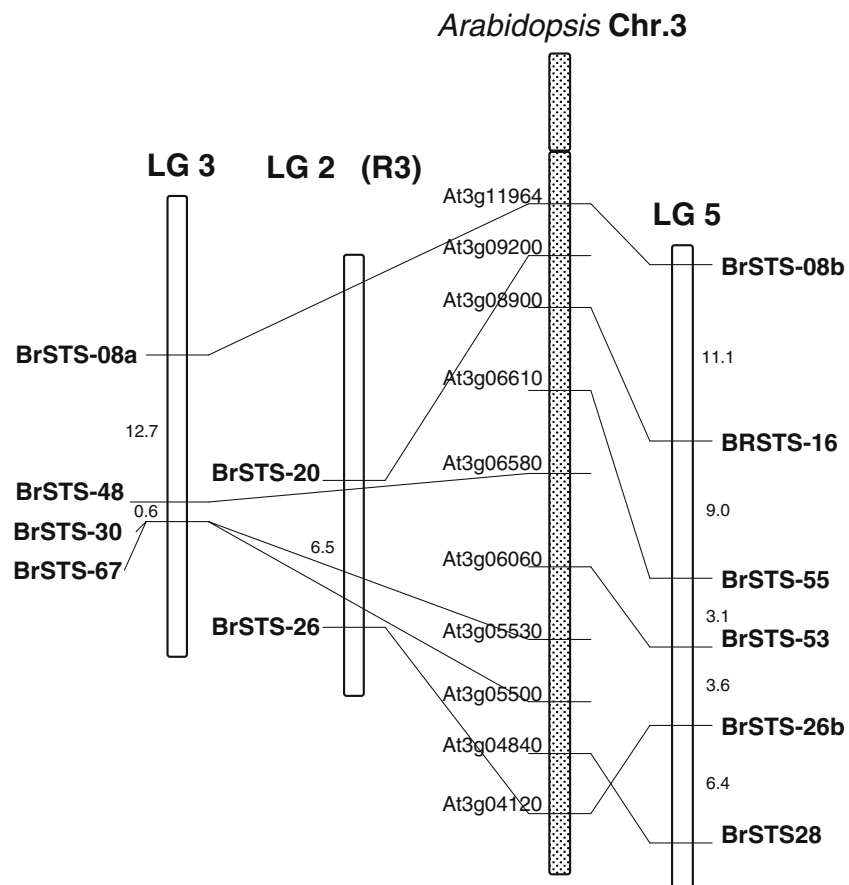 Arabidopsis Chr.3
LG 3
LG 2 (R3)
LG 5
BrSTS-08a
12.7
BrSTS-48
0.6
BrSTS-30
BrSTS-67
BrSTS-20
6.5
BrSTS-26
At3g11964
At3g09200
At3g08900
At3g06610
At3g06580
At3g06060
At3g05530
At3g05500
At3g04840
At3g04120
BrSTS-08b
11.1
BRSTS-16
9.0
BrSTS-55
3.1
BrSTS-53
3.6
BrSTS-26b
6.4
BrSTS28